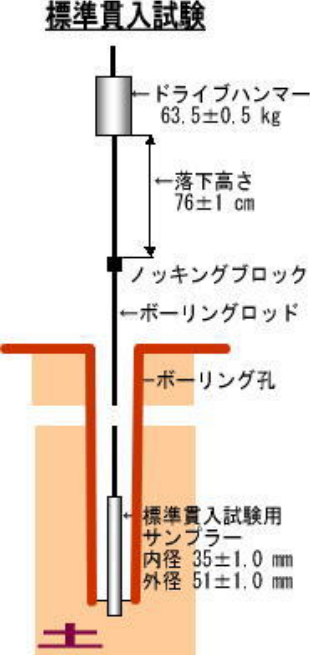 標準貫入試験
←ドライブハンマー
63.5±0.5 kg
←落下高さ
76±1 cm
ノッキングブロック
←ボーリングロッド
ボーリング孔
←標準貫入試験用
サンプラー
内径 35±1.0 mm
外径 51±1.0 mm
土